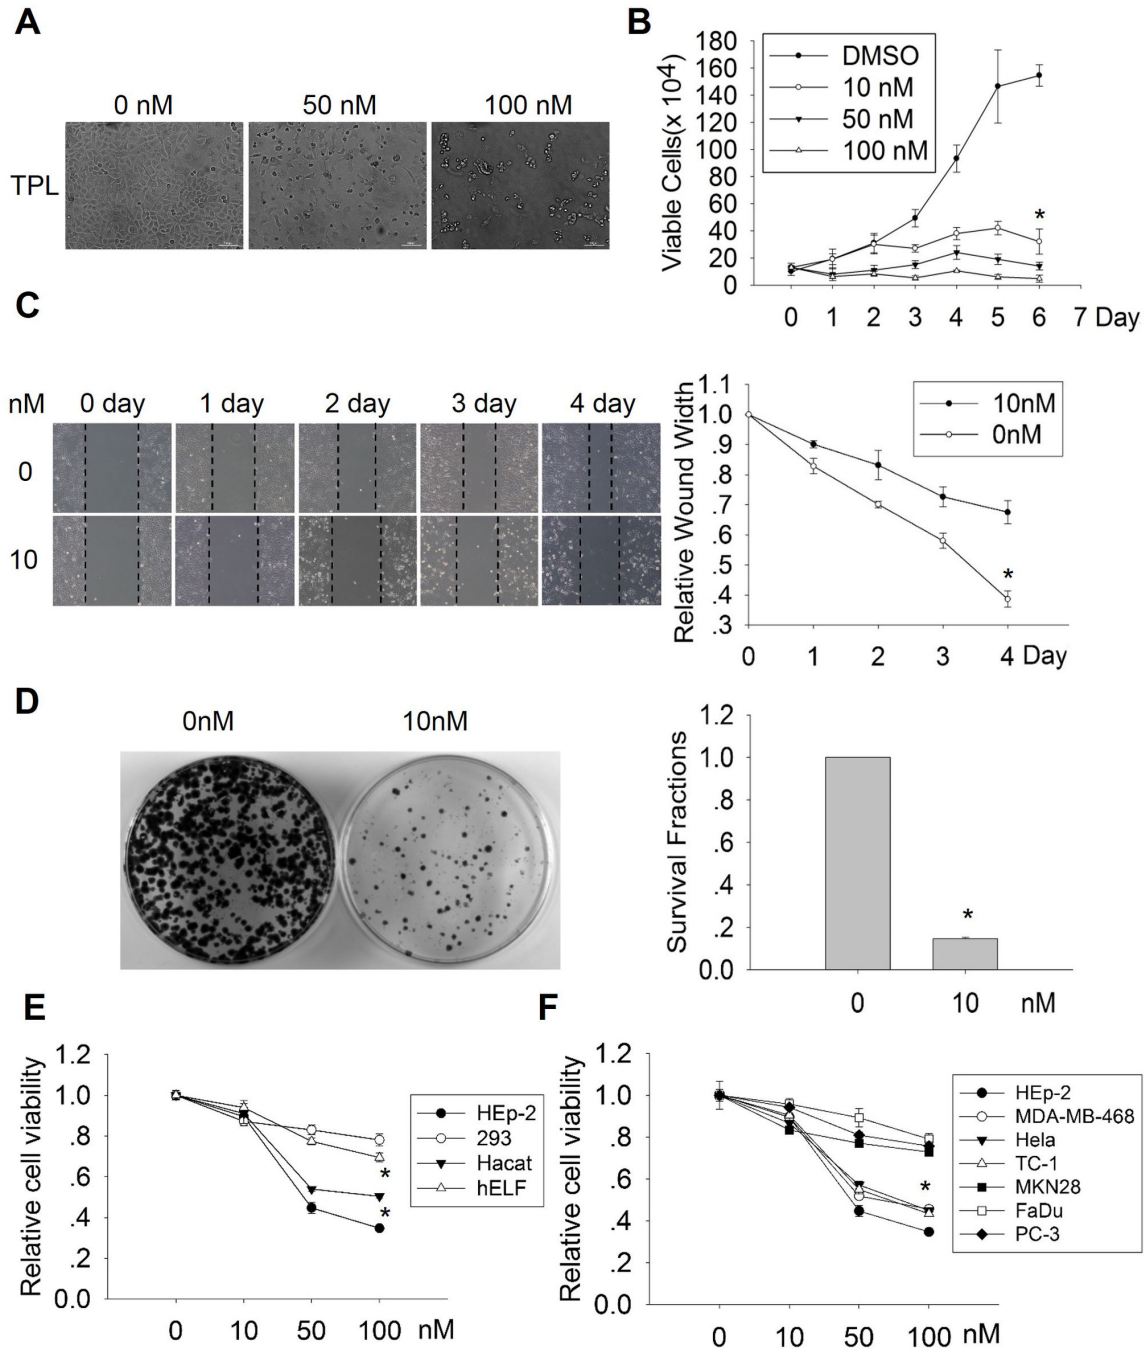 A
0 nM 50 nM 100 nM
TPL
B
Viable Cells(x 10⁴)
180
160
140
120
100
80
60
40
20
0
DMSO
10 nM
50 nM
100 nM
*
0 1 2 3 4 5 6 7 Day
C
nM 0 day 1 day 2 day 3 day 4 day
0
10
Relative Wound Width
1.1
1.0
.9
.8
.7
.6
.5
.4
.3
10nM
0nM
*
0 1 2 3 4 Day
D
0nM 10nM
Survival Fractions
1.2
1.0
.8
.6
.4
.2
0.0
*
0 10 nM
E
Relative cell viability
1.2
1.0
.8
.6
.4
.2
0.0
HEp-2
293
Hacat
hELF
*
*
0 10 50 100 nM
F
Relative cell viability
1.2
1.0
.8
.6
.4
.2
0.0
HEp-2
MDA-MB-468
Hela
TC-1
MKN28
FaDu
PC-3
*
0 10 50 100 nM